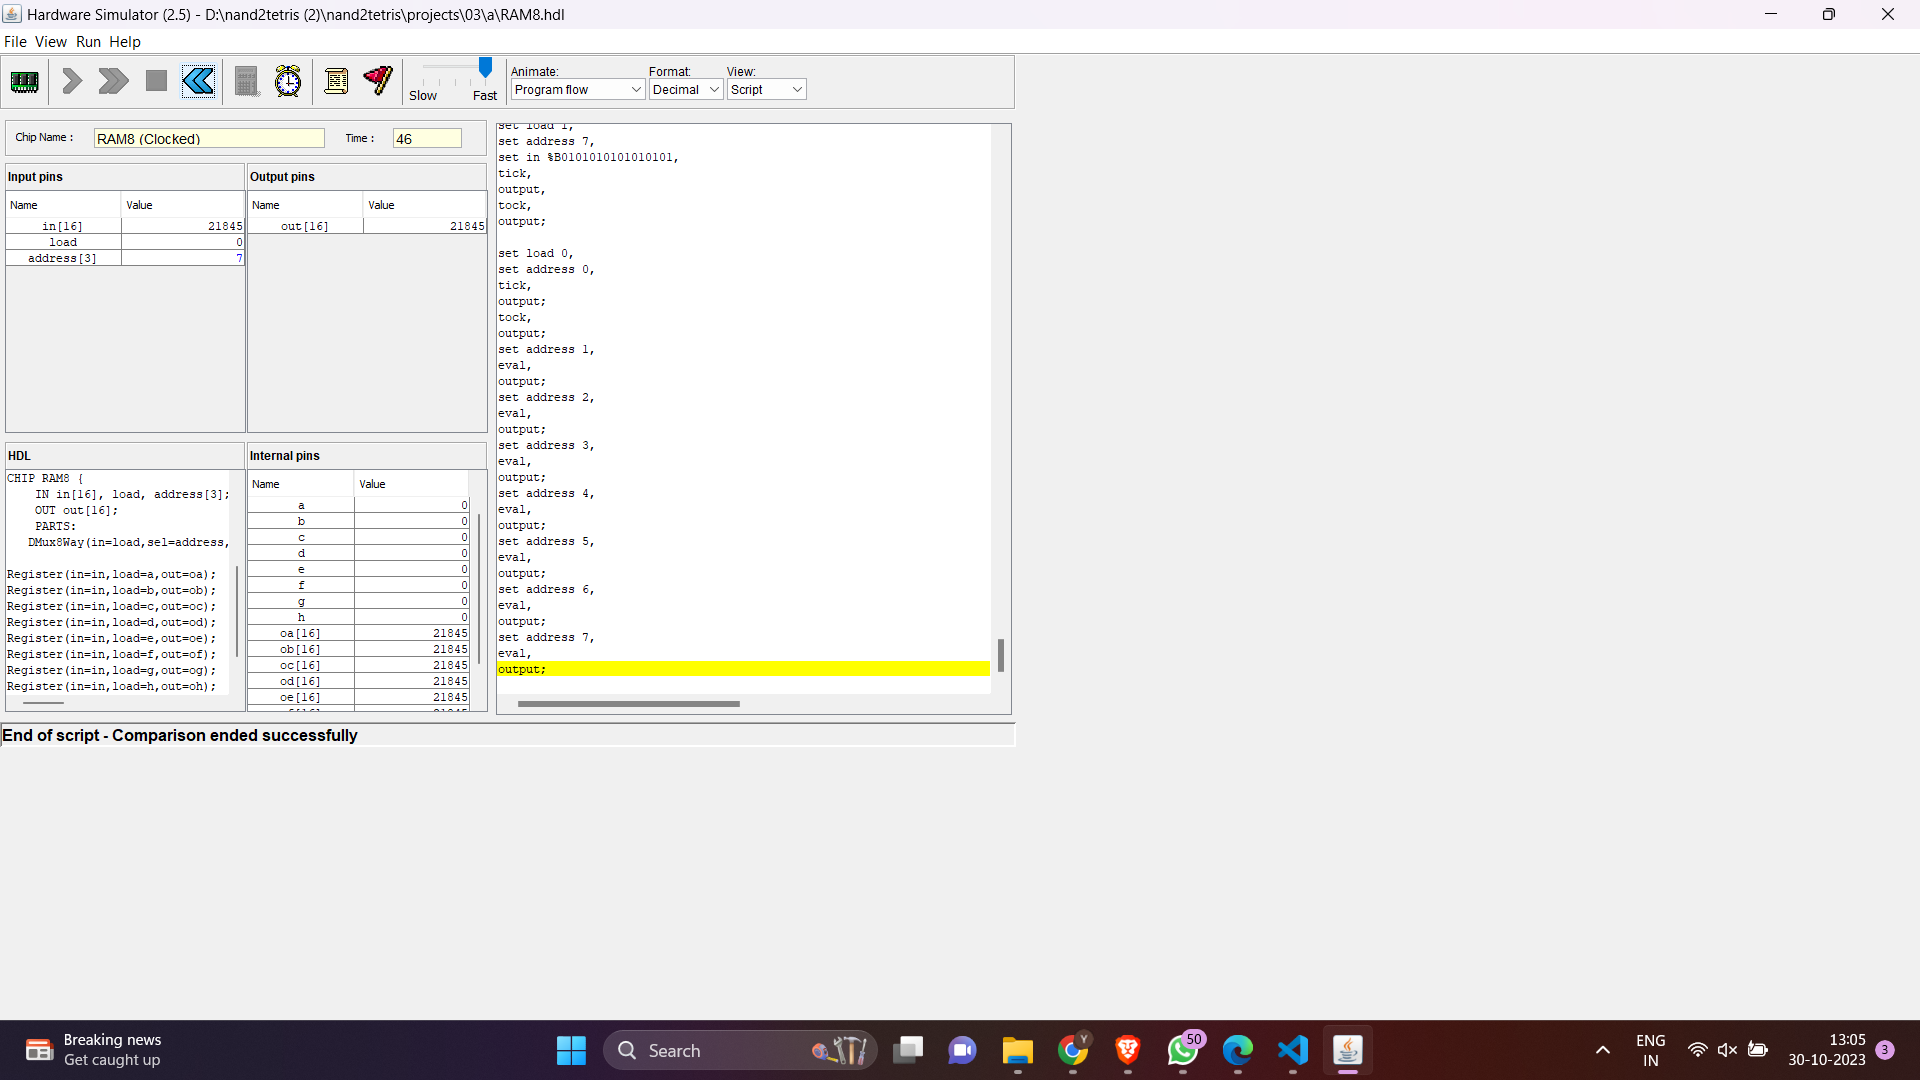 Hardware Simulator (2.5) - D:\nand2tetris (2)\nand2tetris\projects\03\a\RAM8.hdl
File View Run Help
Slow Fast
Animate:
Program flow
Format:
Decimal
View:
Script
Chip Name :
RAM8 (Clocked)
Time :
46
Input pins
Name Value
in[16] 21845
load 0
address[3] 7
Output pins
Name Value
out[16] 21845
HDL
CHIP RAM8 {
IN in[16], load, address[3];
OUT out[16];
PARTS:
DMux8Way(in=load,sel=address,
Register(in=in,load=a,out=oa);
Register(in=in,load=b,out=ob);
Register(in=in,load=c,out=oc);
Register(in=in,load=d,out=od);
Register(in=in,load=e,out=oe);
Register(in=in,load=f,out=of);
Register(in=in,load=g,out=og);
Register(in=in,load=h,out=oh);
Internal pins
Name Value
a 0
b 0
c 0
d 0
e 0
f 0
g 0
h 0
oa[16] 21845
ob[16] 21845
oc[16] 21845
od[16] 21845
oe[16] 21845
set load 1,
set address 7,
set in %B0101010101010101,
tick,
output,
tock,
output;
set load 0,
set address 0,
tick,
output;
tock,
output;
set address 1,
eval,
output;
set address 2,
eval,
output;
set address 3,
eval,
output;
set address 4,
eval,
output;
set address 5,
eval,
output;
set address 6,
eval,
output;
set address 7,
eval,
output;
End of script - Comparison ended successfully
Breaking news
Get caught up
Search
Y
50
ENG
IN
13:05
30-10-2023
3